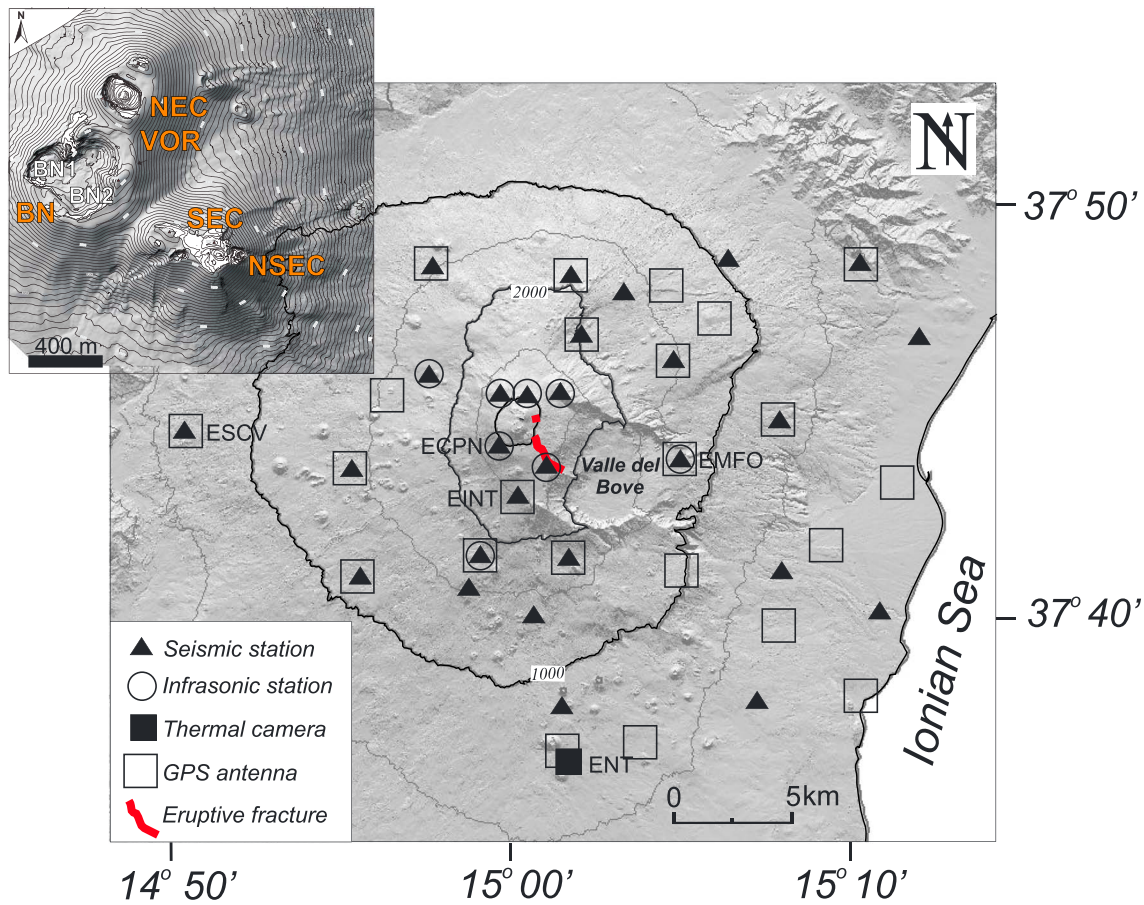 N
NEC
VOR
BN1
BN2
BN
SEC
NSEC
400 m
N
37° 50'
2000
ESCV
ECPN
EMFO
Valle del
Bove
EINT
37° 40'
1000
Ionian Sea
Seismic station
Infrasonic station
Thermal camera
GPS antenna
Eruptive fracture
ENT
0 5km
14° 50' 15° 00' 15° 10'